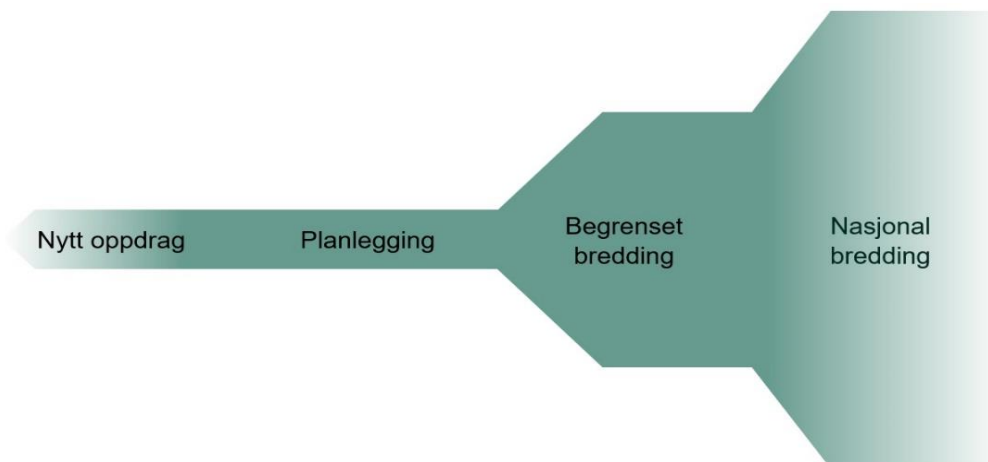 Nytt oppdrag
Planlegging
Begrenset
bredding
Nasjonal
bredding